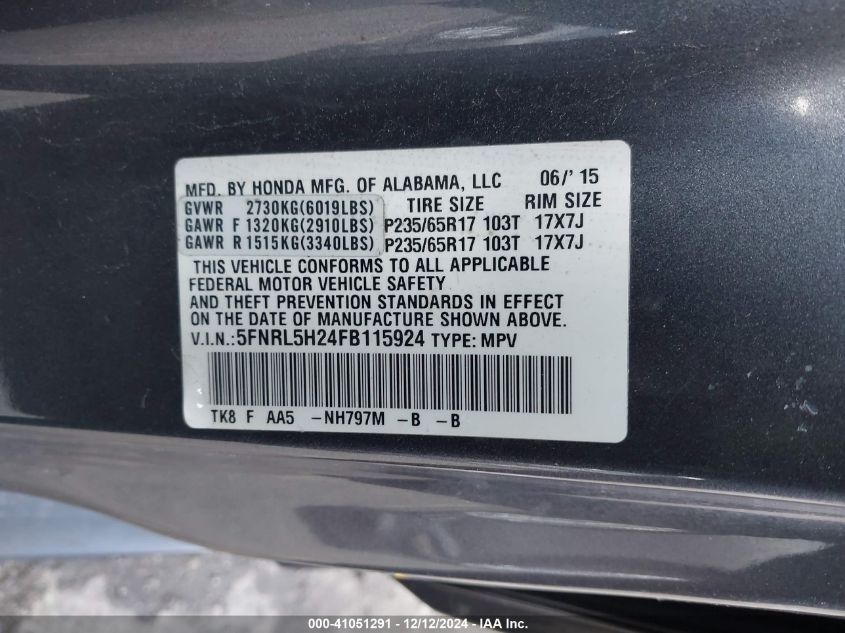 MFD. BY HONDA MFG. OF ALABAMA, LLC 06/' 15
GVWR 2730KG(6019LBS) TIRE SIZE RIM SIZE
GAWR F 1320KG(2910LBS) P235/65R17 103T 17X7J
GAWR R 1515KG(3340LBS) P235/65R17 103T 17X7J
THIS VEHICLE CONFORMS TO ALL APPLICABLE
FEDERAL MOTOR VEHICLE SAFETY
AND THEFT PREVENTION STANDARDS IN EFFECT
ON THE DATE OF MANUFACTURE SHOWN ABOVE.
V.I.N.:5FNRL5H24FB115924 TYPE: MPV
TK8 F AA5 -NH797M -B -B
000-41051291 - 12/12/2024 - IAA, Inc.